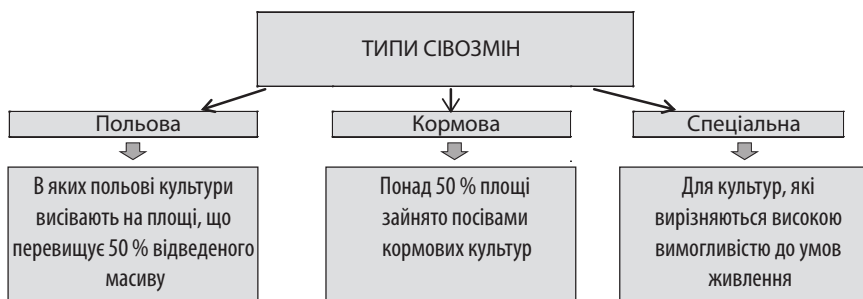 ТИПИ СІВОЗМІН
Польова
Кормова
Спеціальна
В яких польові культури
висівають на площі, що
перевищує 50 % відведеного
масиву
Понад 50 % площі
зайнято посівами
кормових культур
Для культур, які
вирізняються високою
вимогливістю до умов
живлення